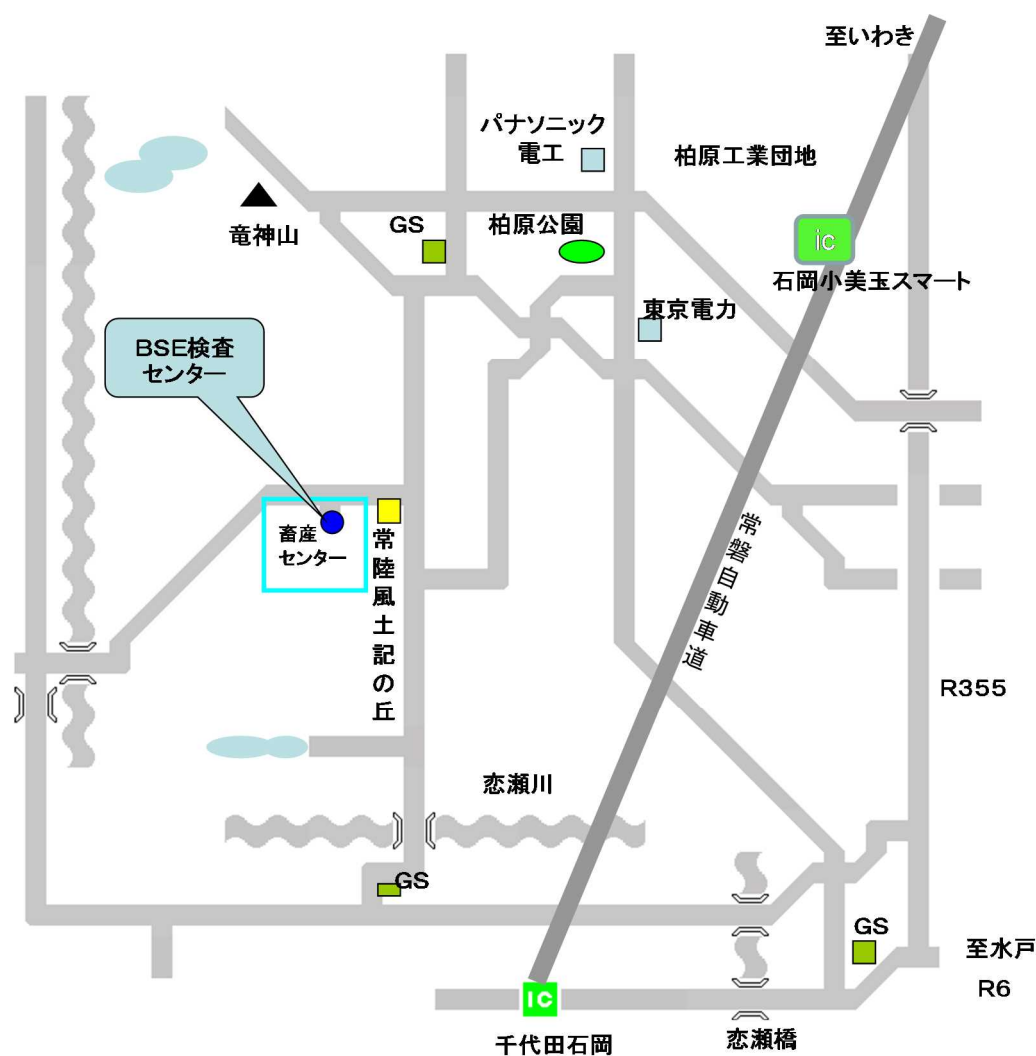 至いわき
パナソニック
電工
柏原工業団地
竜神山
GS
柏原公園
ic
石岡小美玉スマート
東京電力
BSE検査
センター
畜産
センター
常陸風土記の丘
常磐自動車道
R355
恋瀬川
GS
GS
至水戸
R6
IC
千代田石岡
恋瀬橋